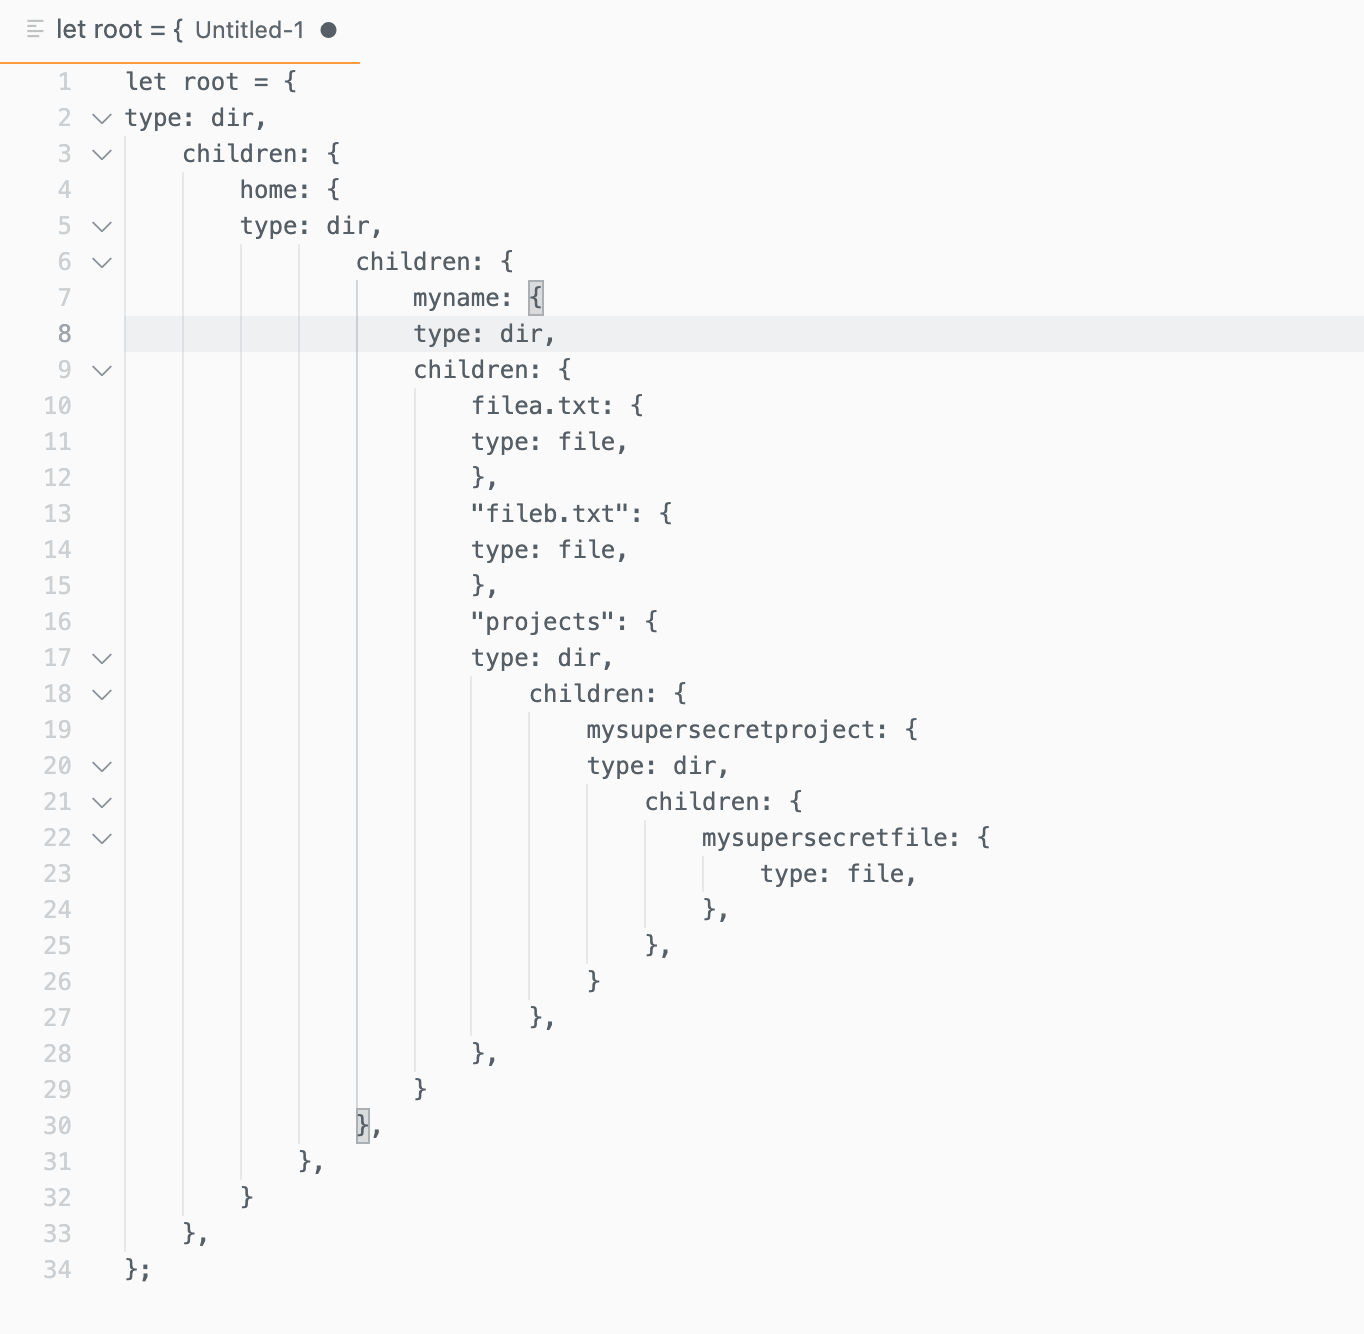 let root = { Untitled-1
1 let root = {
2 type: dir,
3 children: {
4 home: {
5 type: dir,
6 children: {
7 myname: {
8 type: dir,
9 children: {
10 filea.txt: {
11 type: file,
12 },
13 "fileb.txt": {
14 type: file,
15 },
16 "projects": {
17 type: dir,
18 children: {
19 mysupersecretproject: {
20 type: dir,
21 children: {
22 mysupersecretfile: {
23 type: file,
24 },
25 },
26 }
27 },
28 },
29 }
30 },
31 },
32 }
33 },
34 };